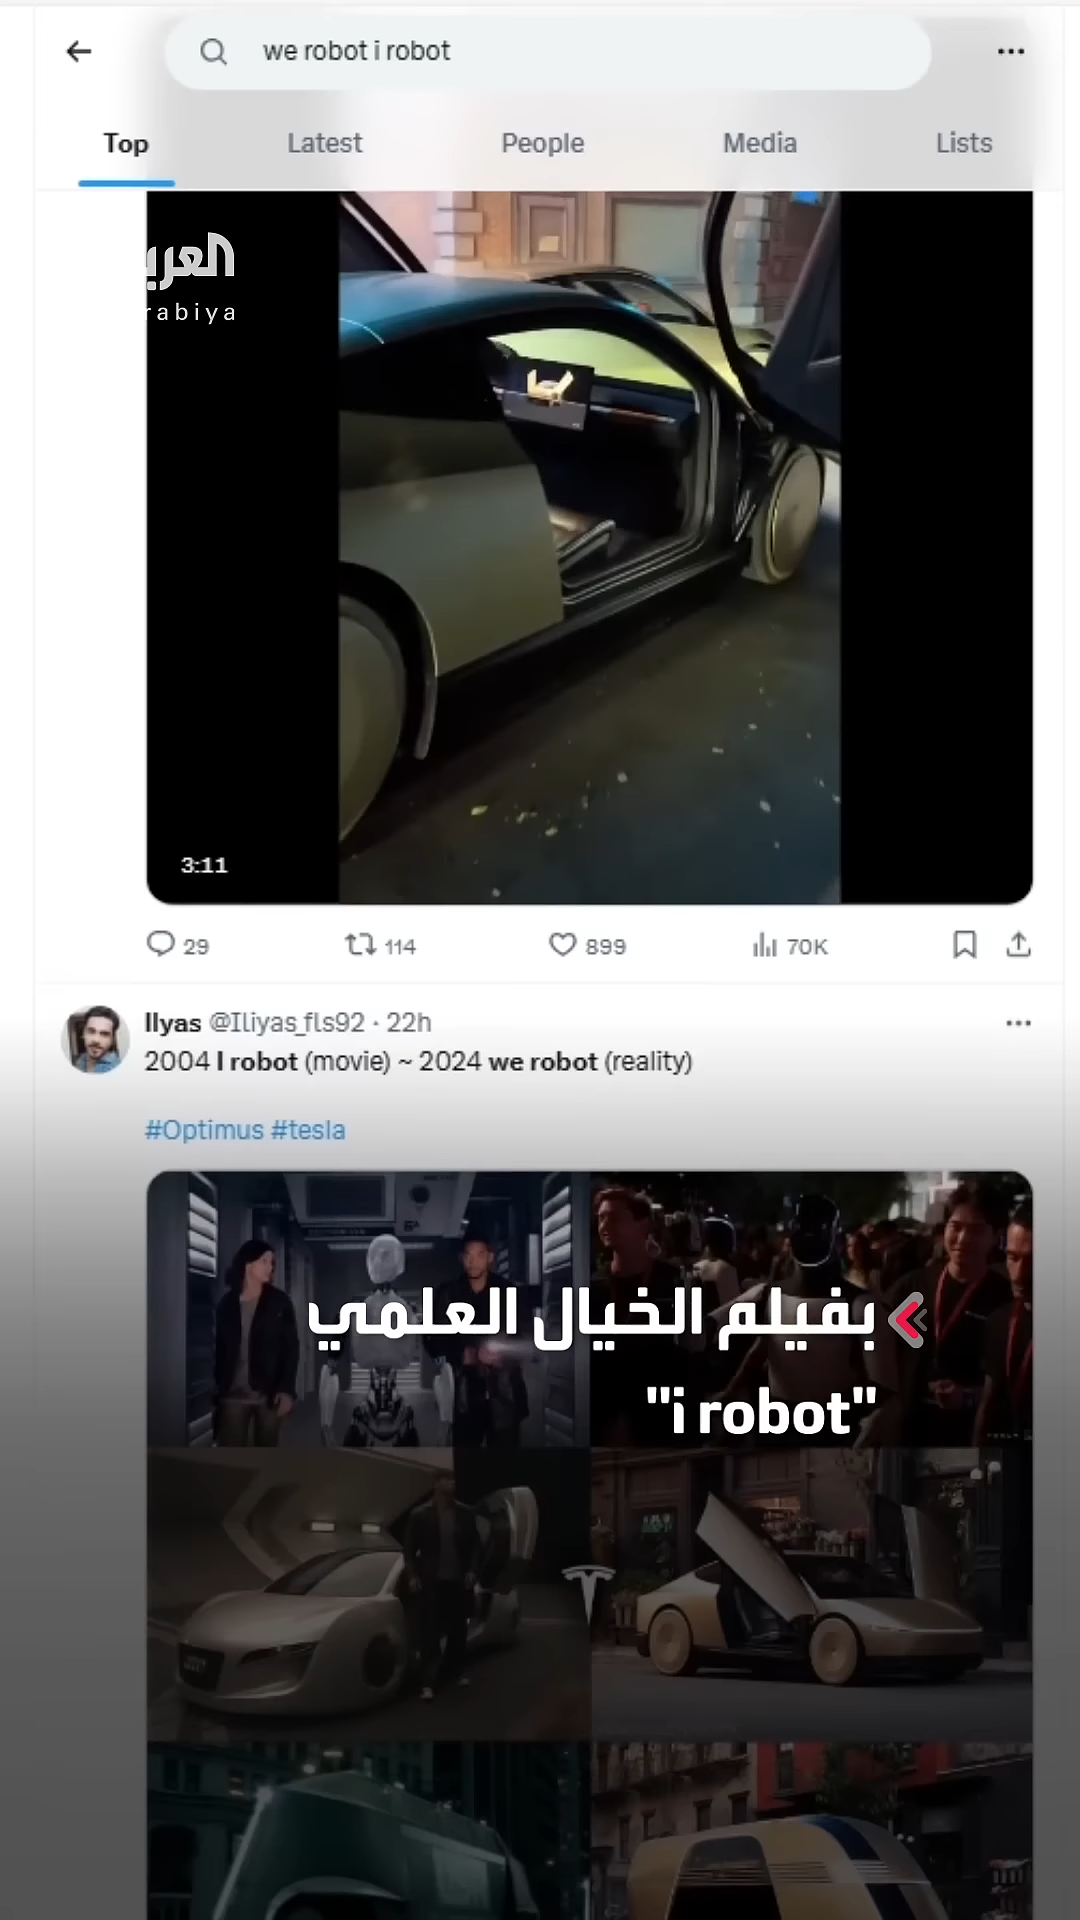 we robot i robot
Top
Latest
People
Media
Lists
العربي
rabiya
3:11
29
114
899
70K
Ilyas @Iliyas_fls92 · 22h
2004 I robot (movie) ~ 2024 we robot (reality)
#Optimus #tesla
بفيلم الخيال العلمي
"i robot"